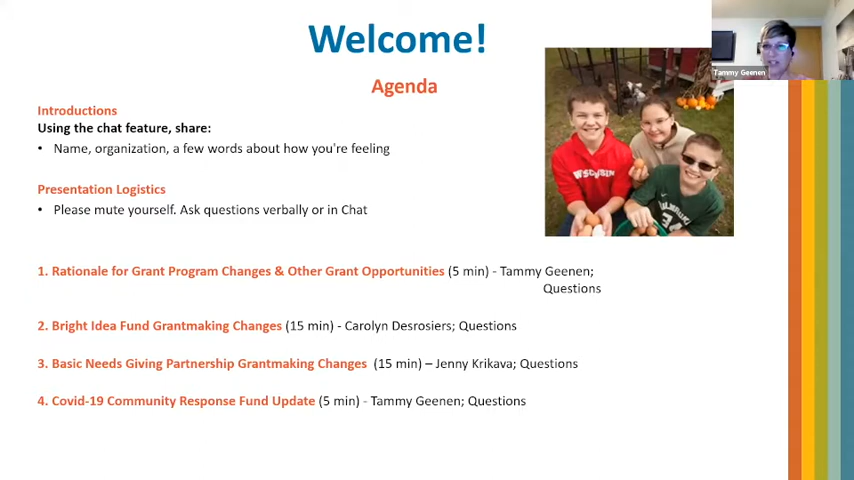 Welcome!
Tammy Geenen
Agenda
Introductions
Using the chat feature, share:
• Name, organization, a few words about how you're feeling
WISCONSIN
34
Presentation Logistics
• Please mute yourself. Ask questions verbally or in Chat
1. Rationale for Grant Program Changes & Other Grant Opportunities (5 min) - Tammy Geenen;
Questions
2. Bright Idea Fund Grantmaking Changes (15 min) - Carolyn Desrosiers; Questions
3. Basic Needs Giving Partnership Grantmaking Changes (15 min) – Jenny Krikava; Questions
4. Covid-19 Community Response Fund Update (5 min) - Tammy Geenen; Questions